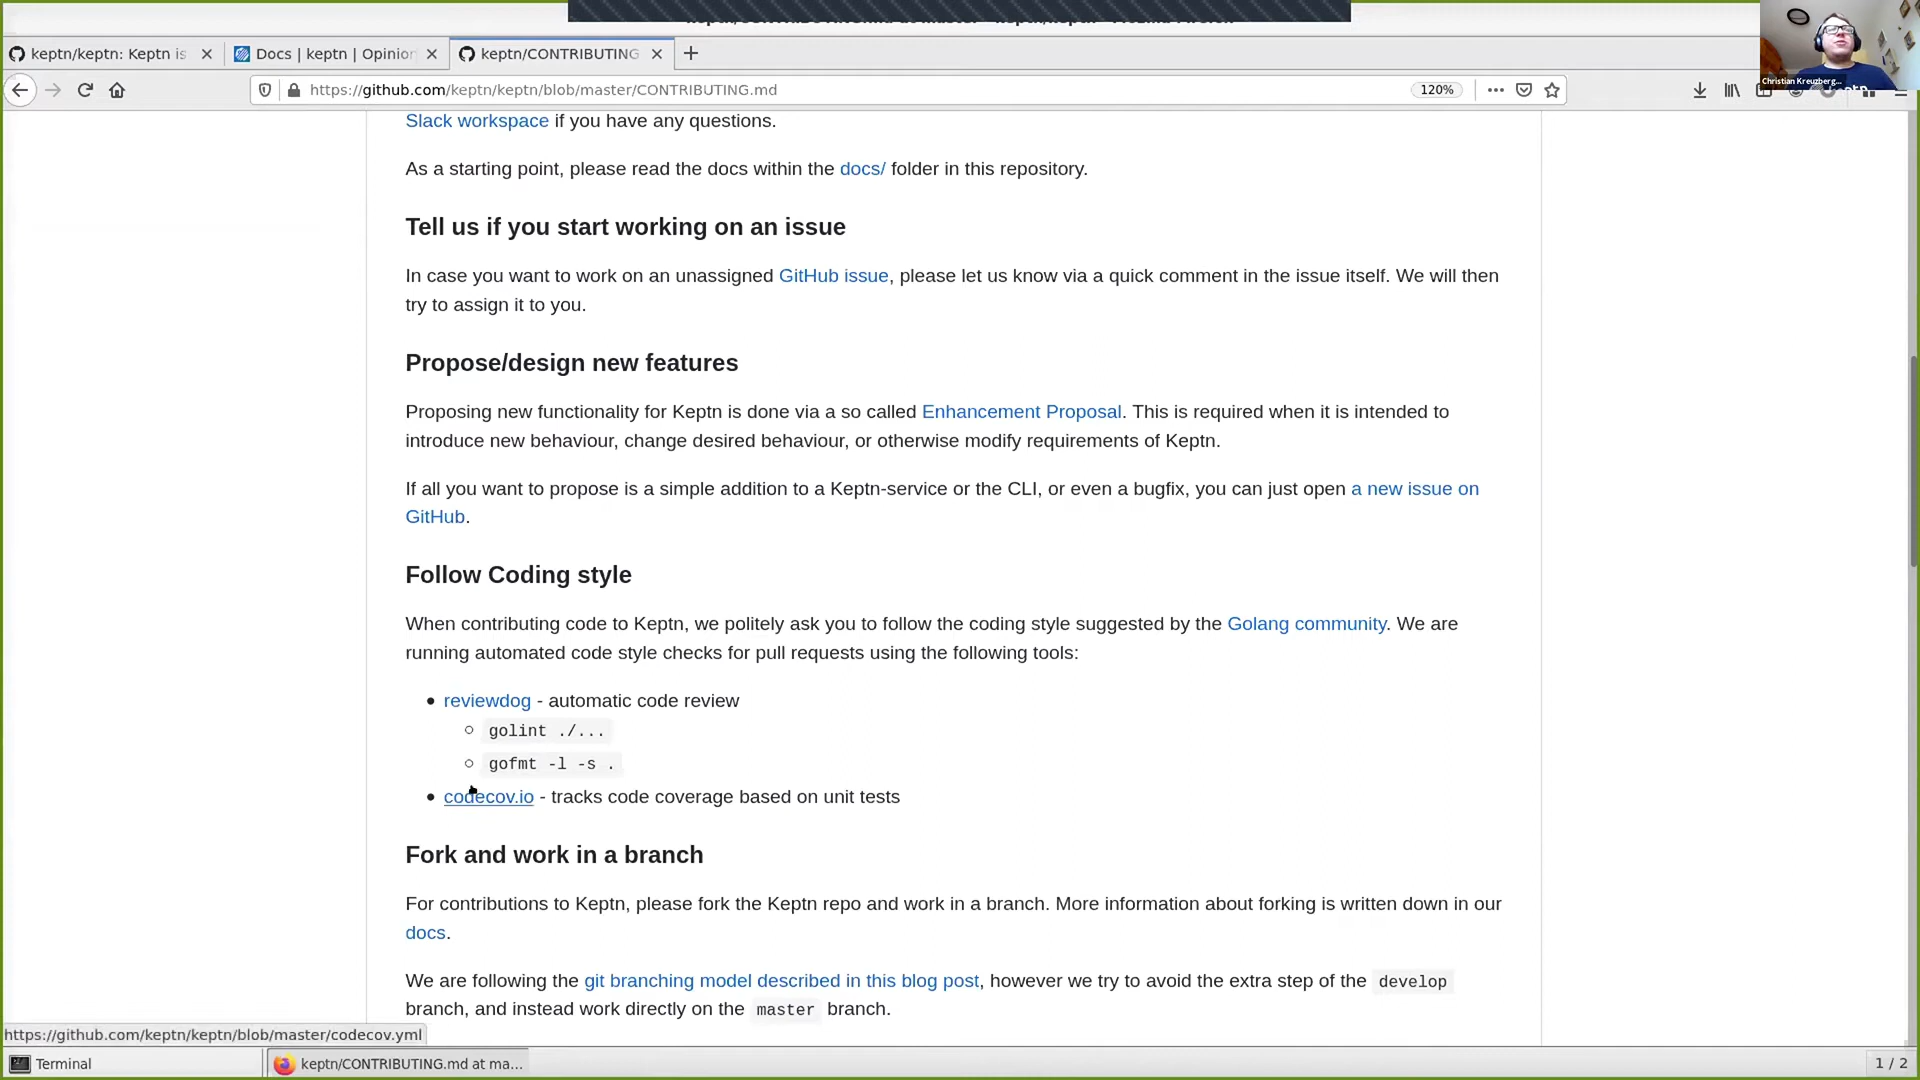 keptn/keptn: Keptn is
Docs | keptn | Opinion
keptn/CONTRIBUTING
https://github.com/keptn/keptn/blob/master/CONTRIBUTING.md
120%
Christian Kreuzberg...
Slack workspace if you have any questions.
As a starting point, please read the docs within the docs/ folder in this repository.
Tell us if you start working on an issue
In case you want to work on an unassigned GitHub issue, please let us know via a quick comment in the issue itself. We will then
try to assign it to you.
Propose/design new features
Proposing new functionality for Keptn is done via a so called Enhancement Proposal. This is required when it is intended to
introduce new behaviour, change desired behaviour, or otherwise modify requirements of Keptn.
If all you want to propose is a simple addition to a Keptn-service or the CLI, or even a bugfix, you can just open a new issue on
GitHub.
Follow Coding style
When contributing code to Keptn, we politely ask you to follow the coding style suggested by the Golang community. We are
running automated code style checks for pull requests using the following tools:
reviewdog - automatic code review
golint ./...
gofmt -l -s .
codecov.io - tracks code coverage based on unit tests
Fork and work in a branch
For contributions to Keptn, please fork the Keptn repo and work in a branch. More information about forking is written down in our
docs.
We are following the git branching model described in this blog post, however we try to avoid the extra step of the develop
branch, and instead work directly on the master branch.
https://github.com/keptn/keptn/blob/master/codecov.yml
Terminal
keptn/CONTRIBUTING.md at ma...
1 / 2